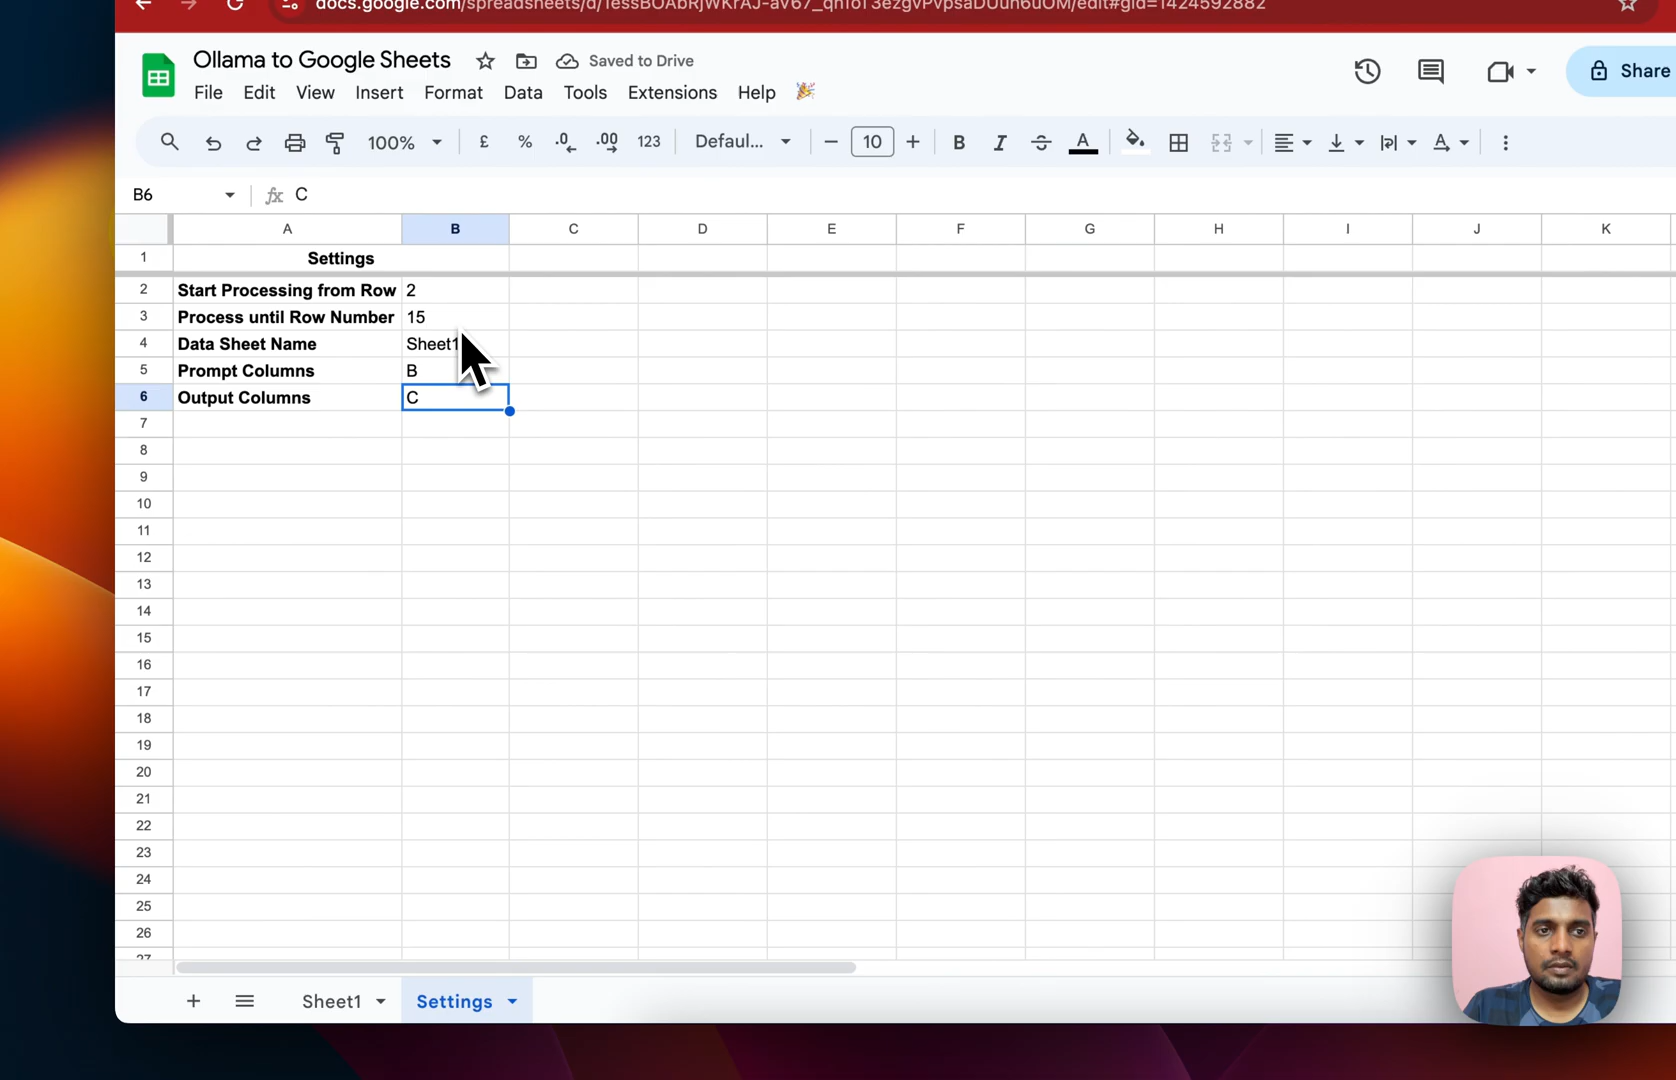 Ollama to Google Sheets Saved to Drive
File Edit View Insert Format Data Tools Extensions Help
Share
100% £ % .0 .00 123 Defaul... 10 B I A
B6 fx C
A B C D E F G H I J K
1 Settings
2 Start Processing from Row 2
3 Process until Row Number 15
4 Data Sheet Name Sheet1
5 Prompt Columns B
6 Output Columns C
7
8
9
10
11
12
13
14
15
16
17
18
19
20
21
22
23
24
25
26
27
Sheet1 Settings